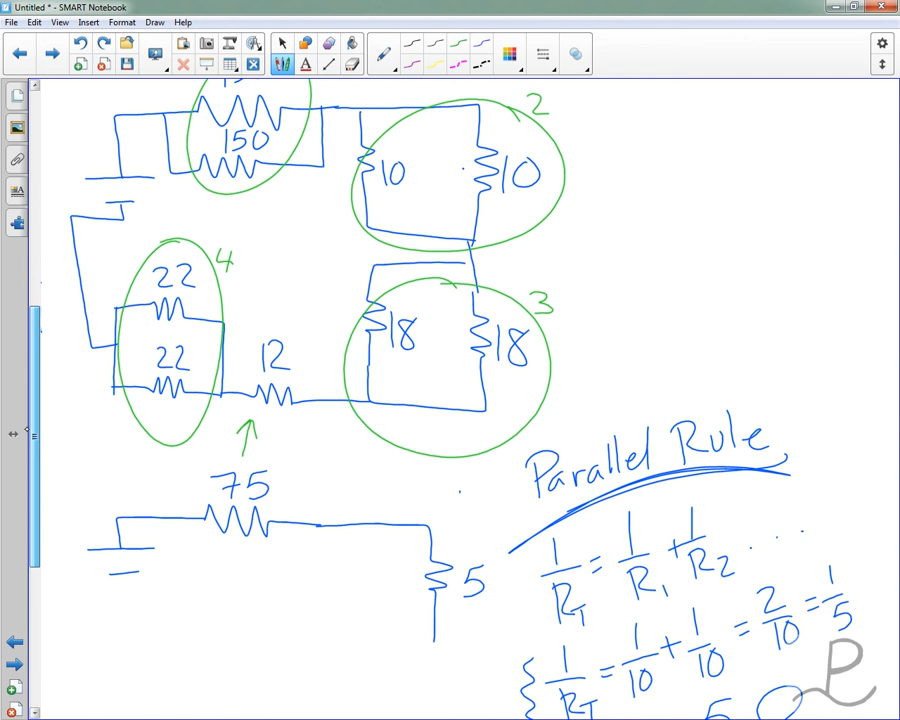 Untitled * - SMART Notebook
File Edit View Insert Format Draw Help
150
10
10
2
22
4
22
12
18
18
3
75
5
Parallel Rule
1/RT = 1/R1 + 1/R2 . . . .
1/RT = 1/10 + 1/10 = 2/10 = 1/5
5